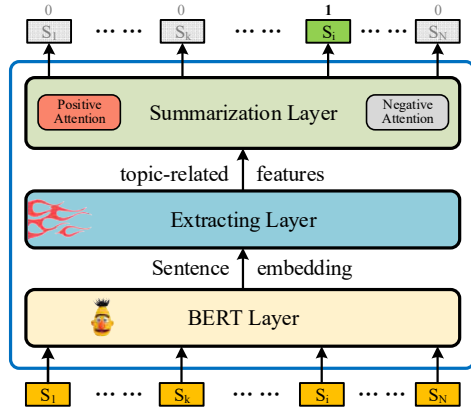 0 0 1 0
S1 ··· ··· Sk ··· ··· Si ··· ··· SN
Positive
Attention
Summarization Layer
Negative
Attention
topic-related features
Extracting Layer
Sentence embedding
BERT Layer
S1 ··· ··· Sk ··· ··· Si ··· ··· SN